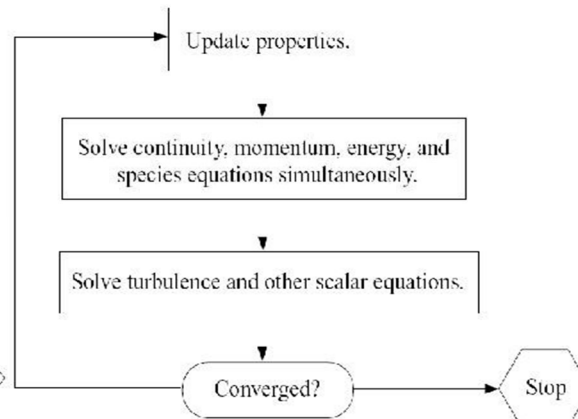 Update properties.
Solve continuity, momentum, energy, and
species equations simultaneously.
Solve turbulence and other scalar equations.
Converged?
Stop